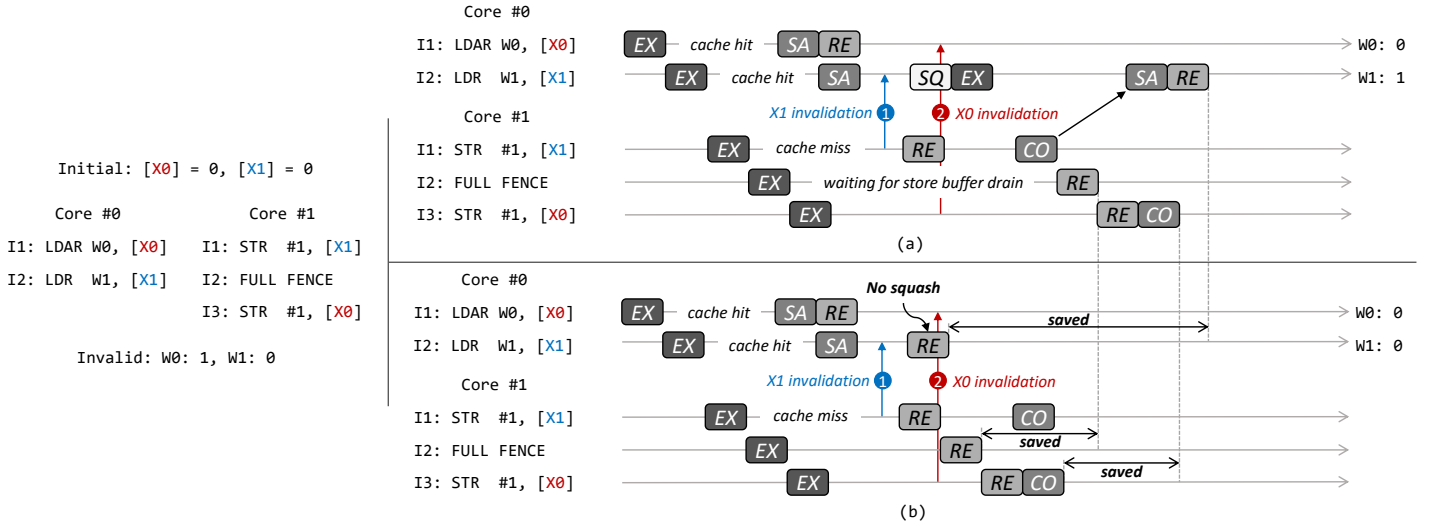 Initial: [X0] = 0, [X1] = 0
Core #0 Core #1
I1: LDAR W0, [X0] I1: STR #1, [X1]
I2: LDR W1, [X1] I2: FULL FENCE
I3: STR #1, [X0]
Invalid: W0: 1, W1: 0
Core #0
I1: LDAR W0, [X0] EX cache hit SA RE W0: 0
I2: LDR W1, [X1] EX cache hit SA SQ EX SA RE W1: 1
X1 invalidation 1 2 X0 invalidation
Core #1
I1: STR #1, [X1] EX cache miss RE CO
I2: FULL FENCE EX waiting for store buffer drain RE
I3: STR #1, [X0] EX RE CO
(a)
Core #0
No squash
I1: LDAR W0, [X0] EX cache hit SA RE saved W0: 0
I2: LDR W1, [X1] EX cache hit SA RE W1: 0
X1 invalidation 1 2 X0 invalidation
Core #1
I1: STR #1, [X1] EX cache miss RE CO
saved
I2: FULL FENCE EX RE
saved
I3: STR #1, [X0] EX RE CO
(b)